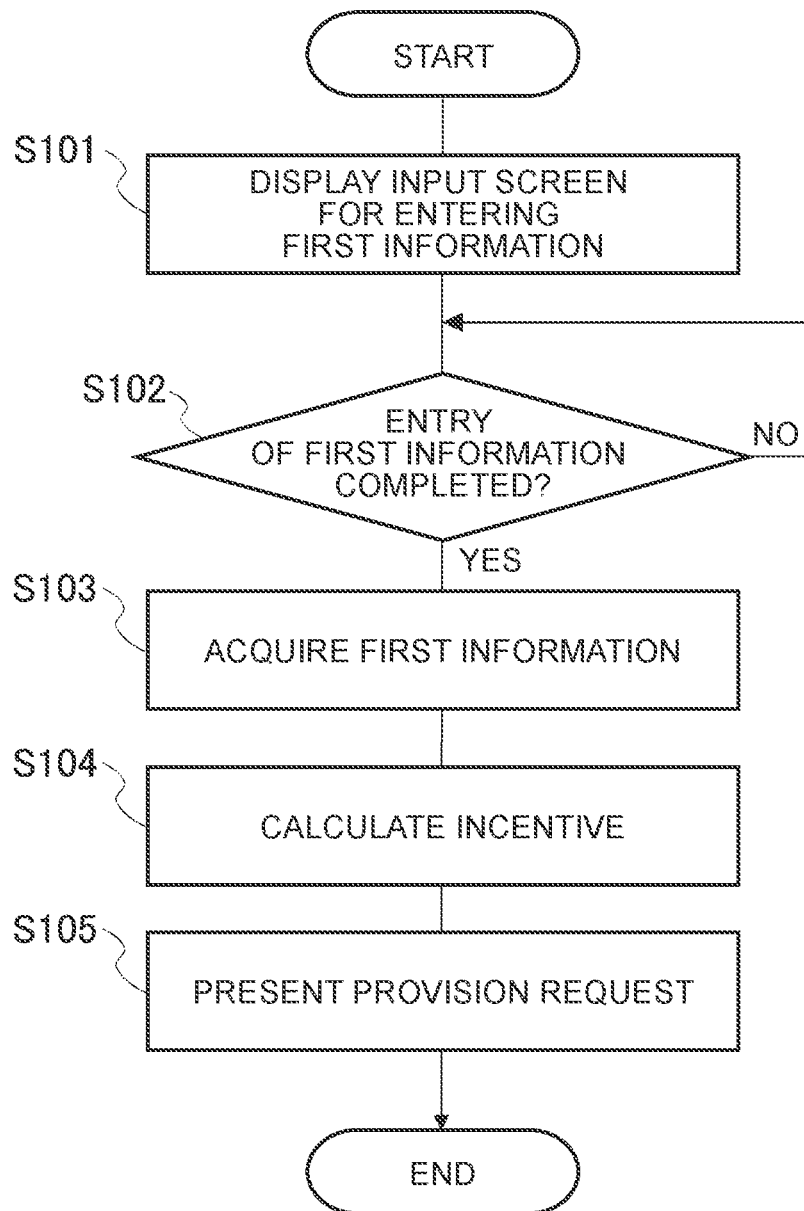 START
S101
DISPLAY INPUT SCREEN
FOR ENTERING
FIRST INFORMATION
S102
ENTRY
OF FIRST INFORMATION
COMPLETED?
NO
YES
S103
ACQUIRE FIRST INFORMATION
S104
CALCULATE INCENTIVE
S105
PRESENT PROVISION REQUEST
END